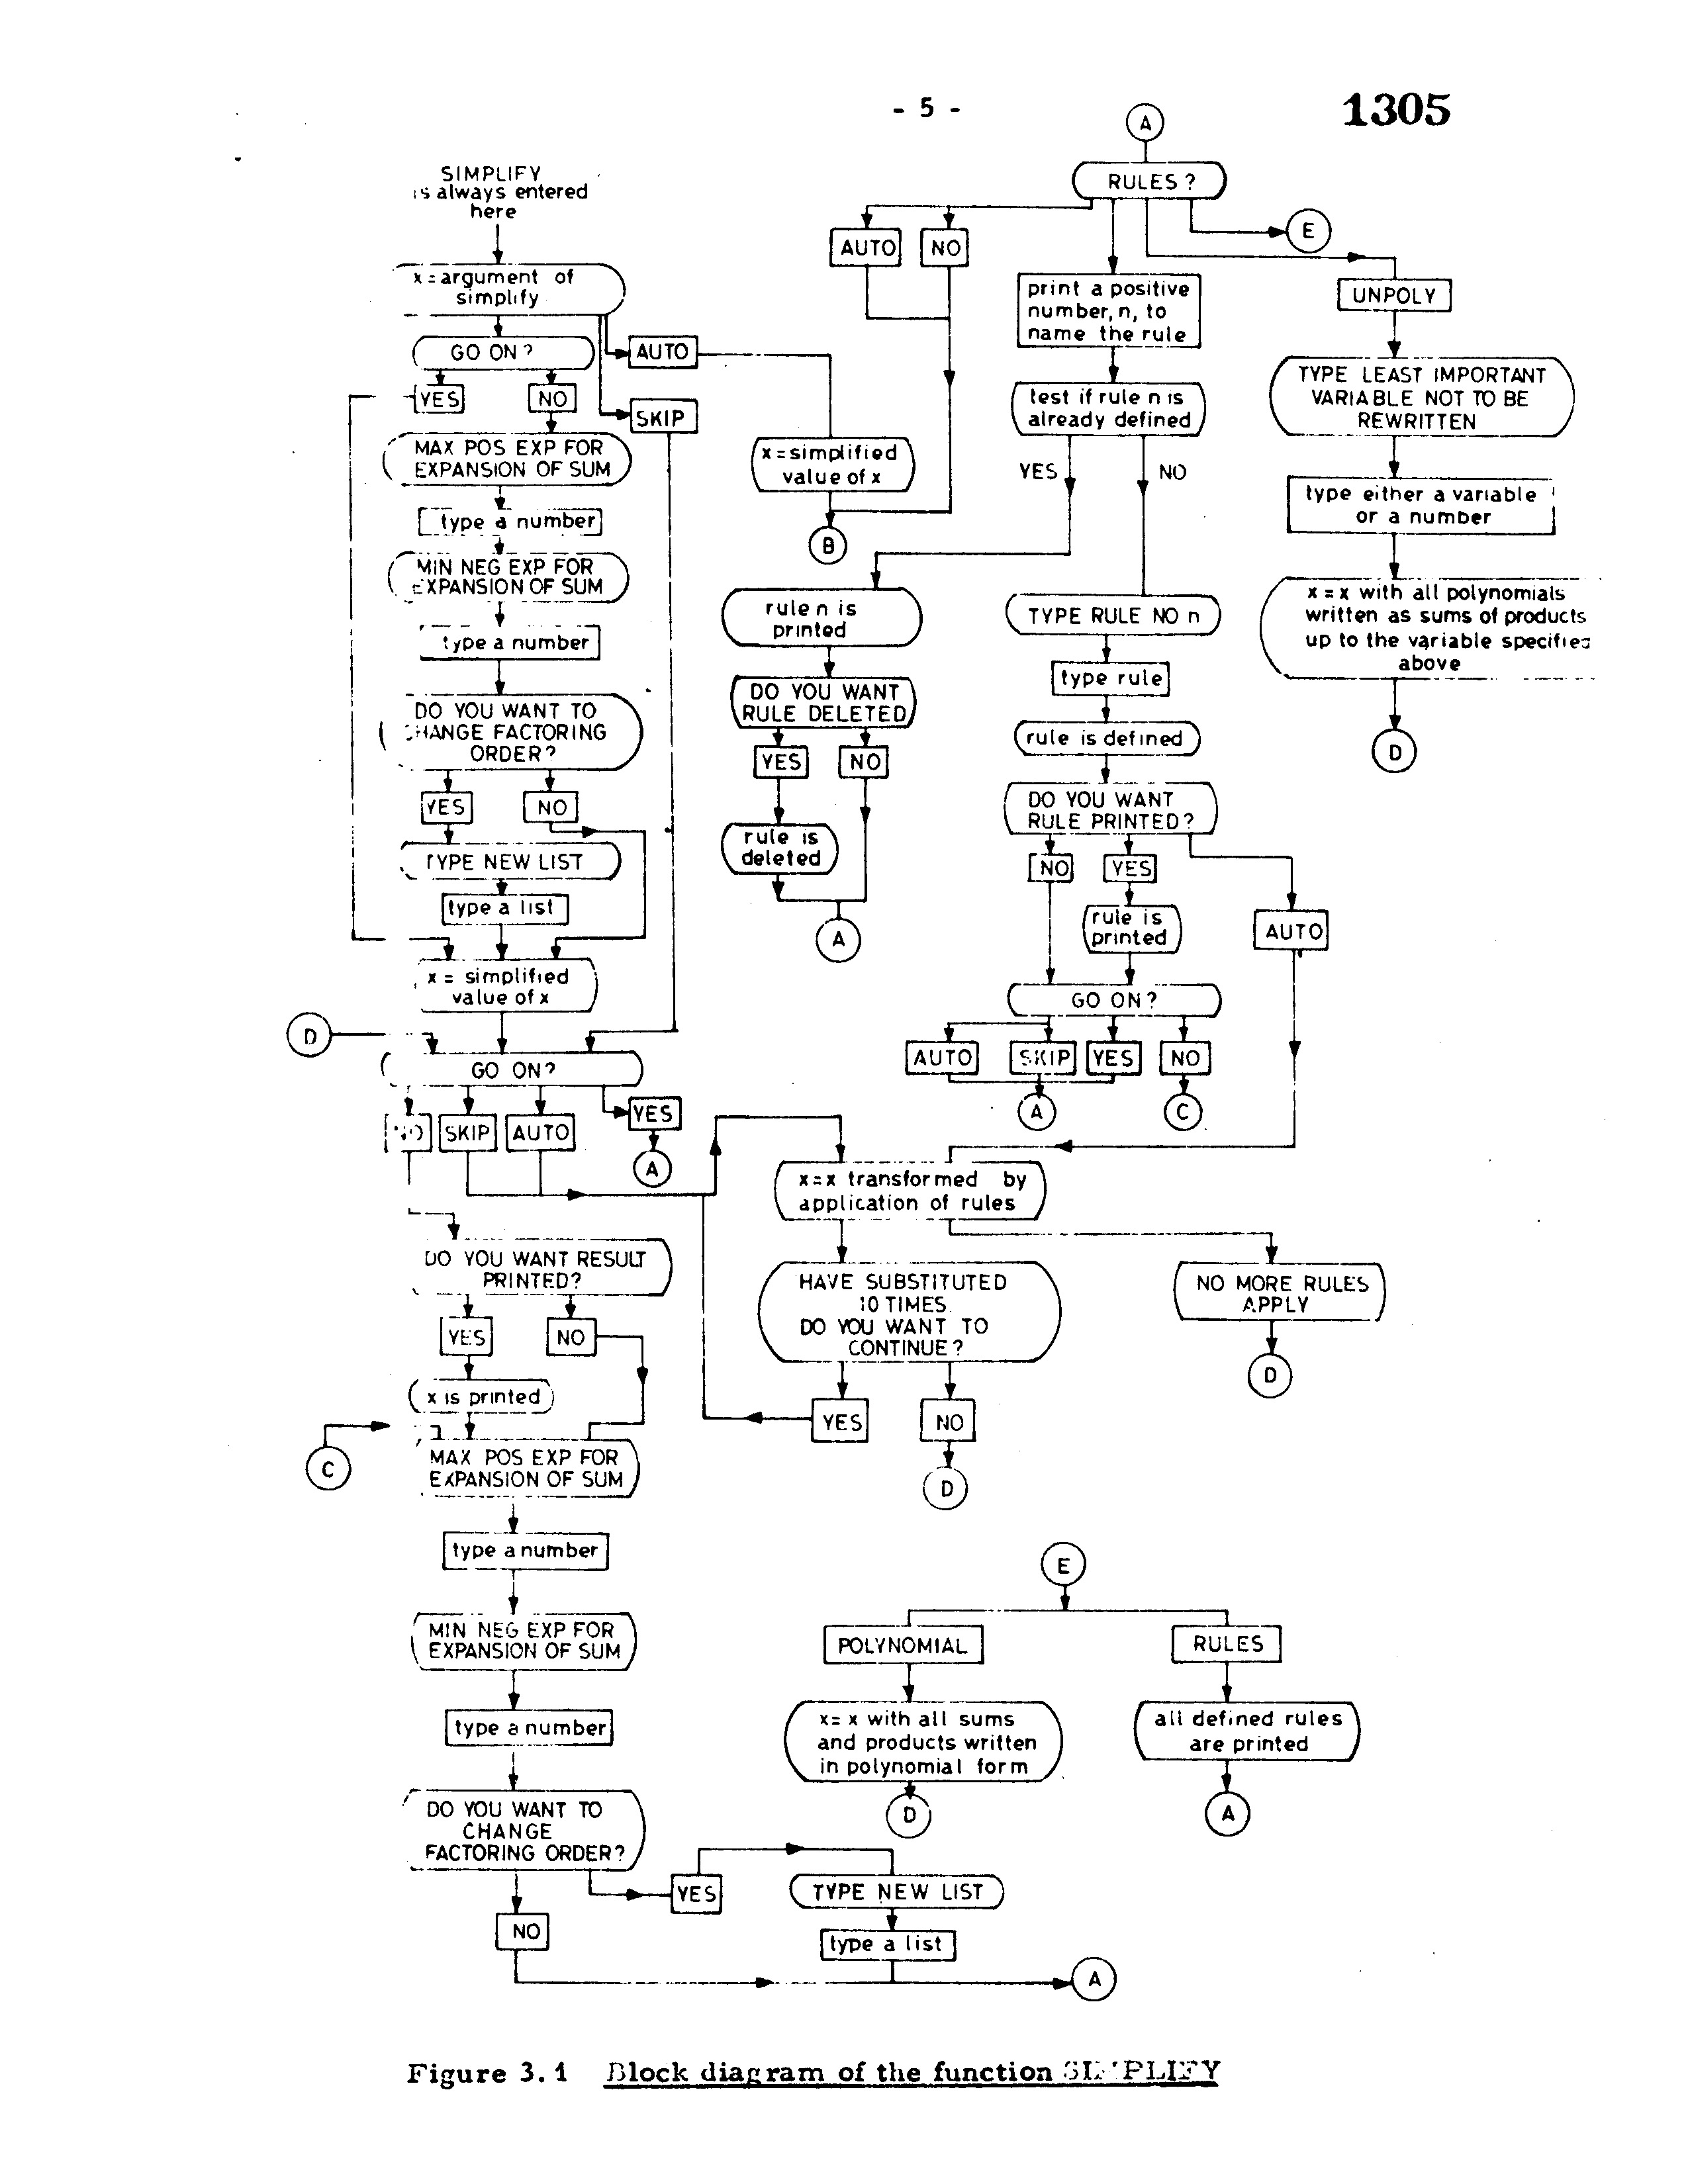 - 5 -
1305
SIMPLIFY
is always entered
here
x = argument of
simplify
GO ON?
AUTO
YES
NO
SKIP
MAX POS EXP FOR
EXPANSION OF SUM
type a number
MIN NEG EXP FOR
EXPANSION OF SUM
type a number
DO YOU WANT TO
CHANGE FACTORING
ORDER?
YES
NO
TYPE NEW LIST
type a list
x = simplified
value of x
D
GO ON?
NO
SKIP
AUTO
YES
A
DO YOU WANT RESULT
PRINTED?
YES
NO
x is printed
C
MAX POS EXP FOR
EXPANSION OF SUM
type a number
MIN NEG EXP FOR
EXPANSION OF SUM
type a number
DO YOU WANT TO
CHANGE
FACTORING ORDER?
YES
NO
TYPE NEW LIST
type a list
A
x = simplified
value of x
B
A
RULES?
AUTO
NO
E
print a positive
number, n, to
name the rule
test if rule n is
already defined
YES
NO
rule n is
printed
DO YOU WANT
RULE DELETED
YES
NO
rule is
deleted
A
TYPE RULE NO n
type rule
rule is defined
DO YOU WANT
RULE PRINTED?
NO
YES
AUTO
rule is
printed
GO ON?
AUTO
SKIP
YES
NO
A
C
UNPOLY
TYPE LEAST IMPORTANT
VARIABLE NOT TO BE
REWRITTEN
type either a variable
or a number
x = x with all polynomials
written as sums of products
up to the variable specified
above
D
x=x transformed by
application of rules
HAVE SUBSTITUTED
10 TIMES
DO YOU WANT TO
CONTINUE?
YES
NO
D
NO MORE RULES
APPLY
D
E
POLYNOMIAL
RULES
x= x with all sums
and products written
in polynomial form
D
all defined rules
are printed
A
Figure 3.1 Block diagram of the function SIMPLIFY